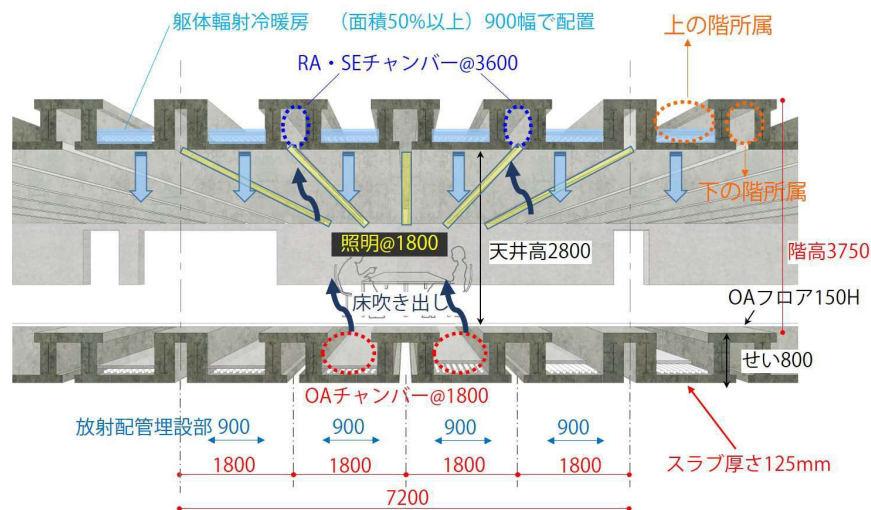 躯体輻射冷暖房　（面積50%以上）900幅で配置
上の階所属
RA・SEチャンバー@3600
下の階所属
照明@1800
天井高2800
階高3750
床吹き出し
OAフロア150H
せい800
OAチャンバー@1800
放射配管埋設部 900 900 900 900
スラブ厚さ125mm
1800 1800 1800 1800
7200